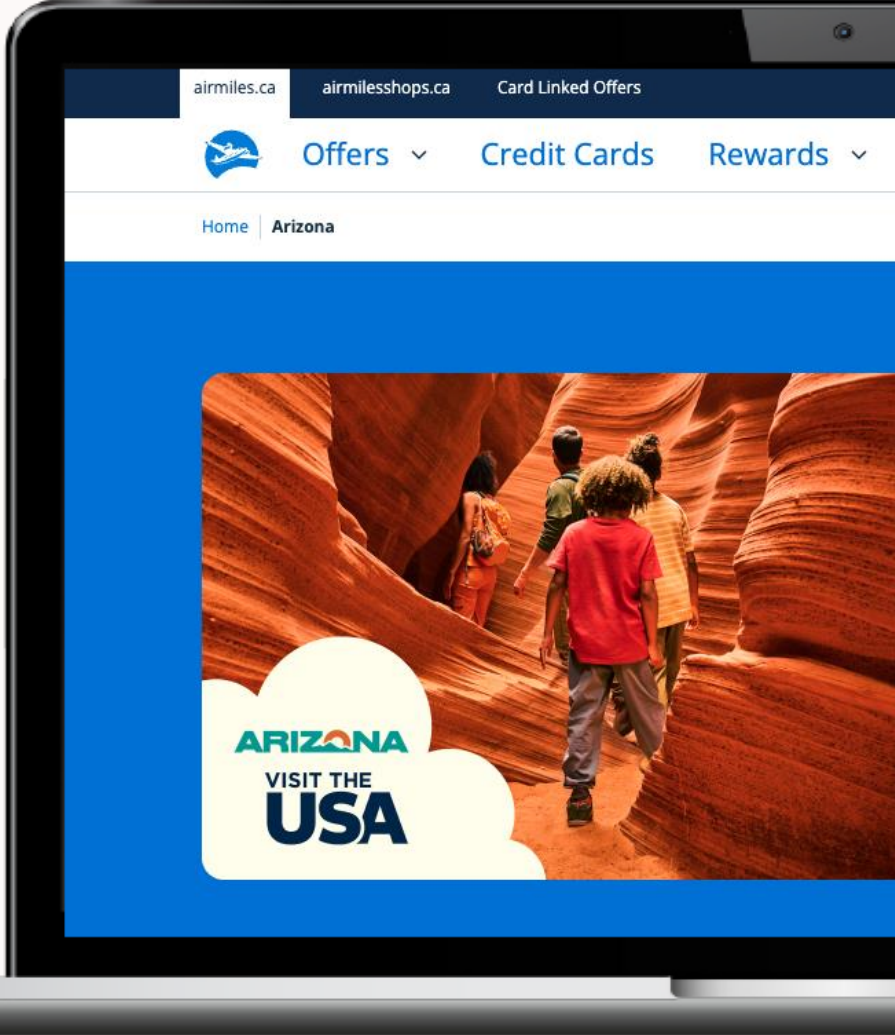 airmiles.ca airmilesshops.ca Card Linked Offers
Offers Credit Cards Rewards
Home Arizona
ARIZONA
VISIT THE
USA